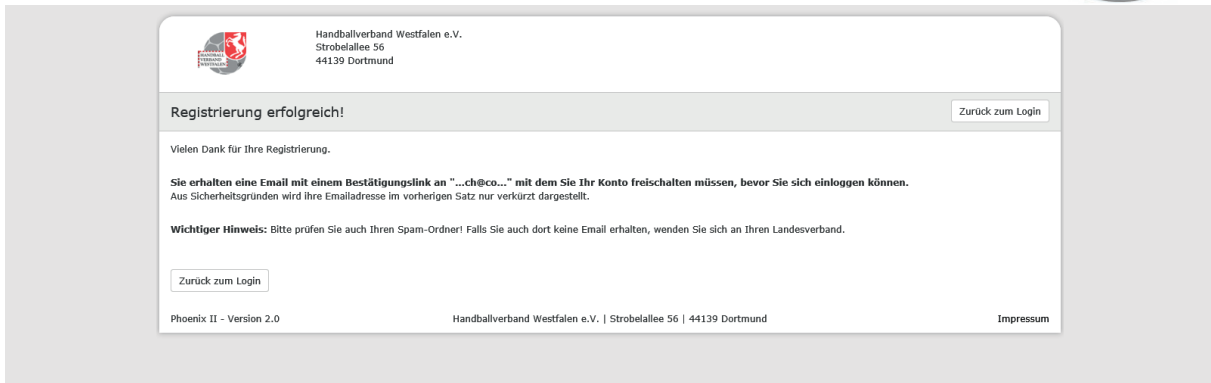 HANDBALL
VERBAND
WESTFALEN
Handballverband Westfalen e.V.
Strobelallee 56
44139 Dortmund
Registrierung erfolgreich!
Zurück zum Login
Vielen Dank für Ihre Registrierung.
Sie erhalten eine Email mit einem Bestätigungslink an "...ch@co..." mit dem Sie Ihr Konto freischalten müssen, bevor Sie sich einloggen können.
Aus Sicherheitsgründen wird ihre Emailadresse im vorherigen Satz nur verkürzt dargestellt.
Wichtiger Hinweis: Bitte prüfen Sie auch Ihren Spam-Ordner! Falls Sie auch dort keine Email erhalten, wenden Sie sich an Ihren Landesverband.
Zurück zum Login
Phoenix II - Version 2.0
Handballverband Westfalen e.V. | Strobelallee 56 | 44139 Dortmund
Impressum